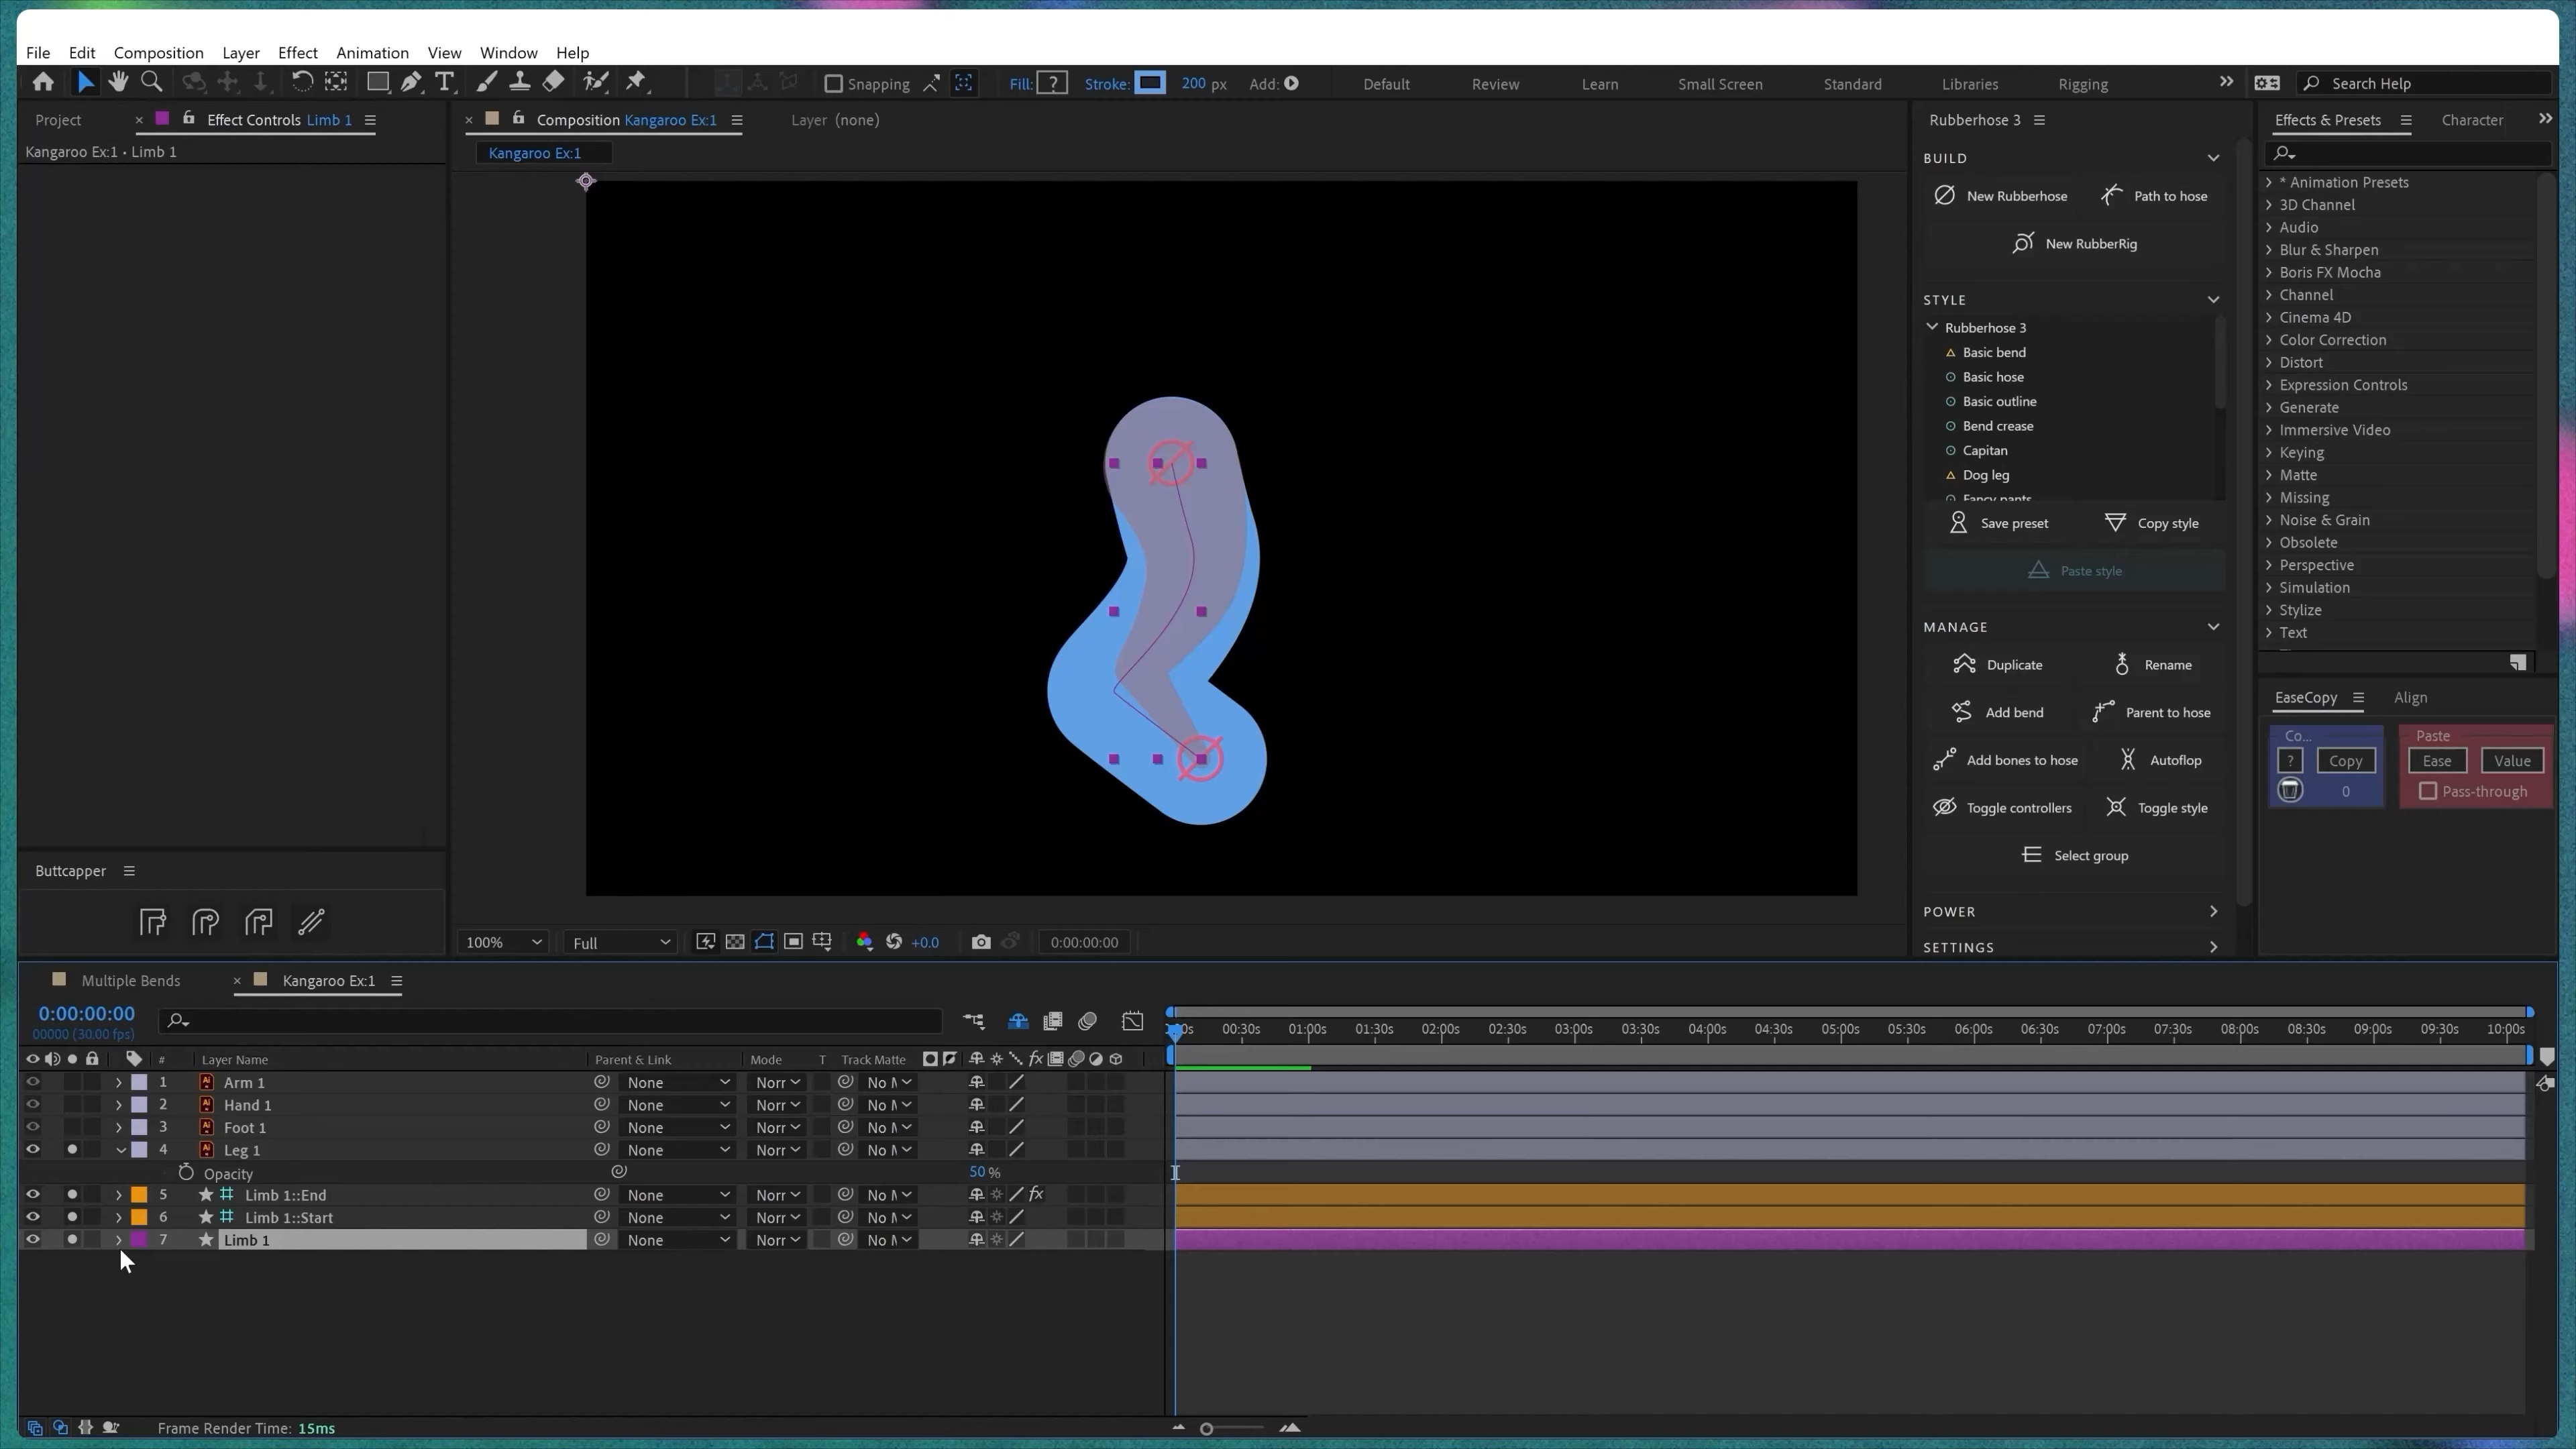 File Edit Composition Layer Effect Animation View Window Help
Snapping Fill: ? Stroke: 200 px Add: Default Review Learn Small Screen Standard Libraries Rigging Search Help
Project Effect Controls Limb 1
Kangaroo Ex:1 • Limb 1
Composition Kangaroo Ex:1 Layer (none)
Kangaroo Ex:1
Rubberhose 3
BUILD
New Rubberhose Path to hose
New RubberRig
STYLE
Rubberhose 3
Basic bend
Basic hose
Basic outline
Bend crease
Capitan
Dog leg
Fancy pants
Save preset Copy style
Paste style
MANAGE
Duplicate Rename
Add bend Parent to hose
Add bones to hose Autoflop
Toggle controllers Toggle style
Select group
POWER
SETTINGS
Effects & Presets Character
* Animation Presets
3D Channel
Audio
Blur & Sharpen
Boris FX Mocha
Channel
Cinema 4D
Color Correction
Distort
Expression Controls
Generate
Immersive Video
Keying
Matte
Missing
Noise & Grain
Obsolete
Perspective
Simulation
Stylize
Text
EaseCopy Align
Co... Paste
? Copy Ease Value
0 Pass-through
Buttcapper
100% Full +0.0 0:00:00:00
Multiple Bends Kangaroo Ex:1
0:00:00:00
00000 (30.00 fps)
00:30s 01:00s 01:30s 02:00s 02:30s 03:00s 03:30s 04:00s 04:30s 05:00s 05:30s 06:00s 06:30s 07:00s 07:30s 08:00s 08:30s 09:00s 09:30s 10:00s
# Layer Name Parent & Link Mode T Track Matte fx
1 Ai Arm 1 None Norr No M
2 Ai Hand 1 None Norr No M
3 Ai Foot 1 None Norr No M
4 Ai Leg 1 None Norr No M
Opacity 50 %
5 Limb 1::End None Norr No M fx
6 Limb 1::Start None Norr No M
7 Limb 1 None Norr No M
Frame Render Time: 15ms